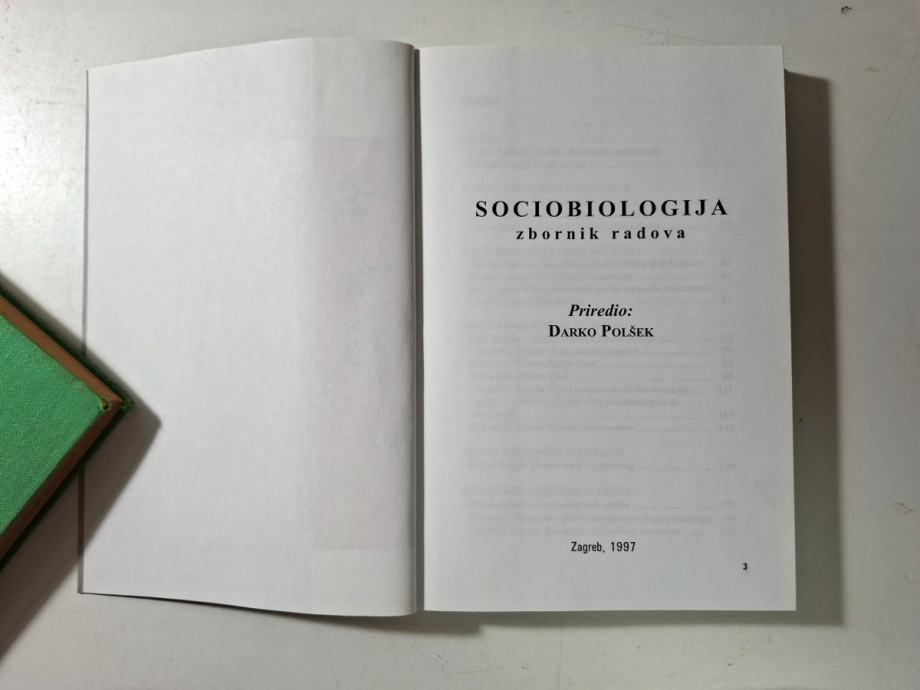 SOCIOBIOLOGIJA
zbornik radova
Priredio:
DARKO POLŠEK
Zagreb, 1997
3